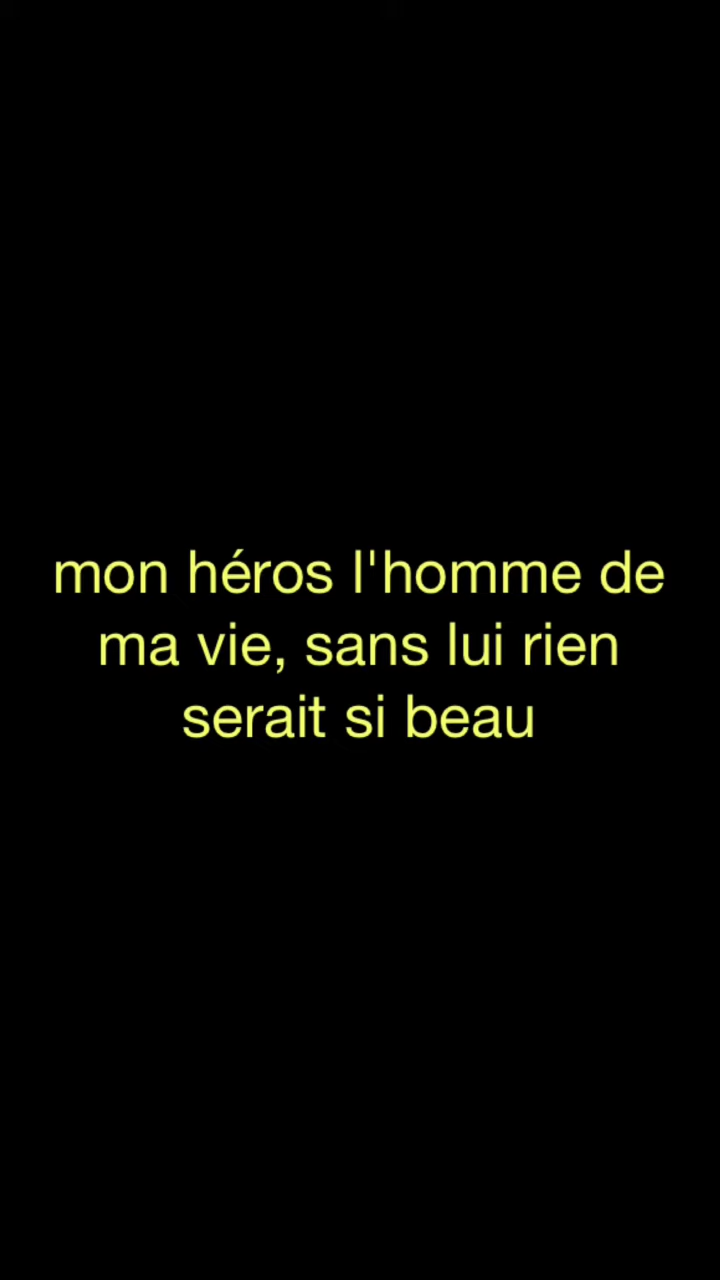 mon héros l'homme de
ma vie, sans lui rien
serait si beau